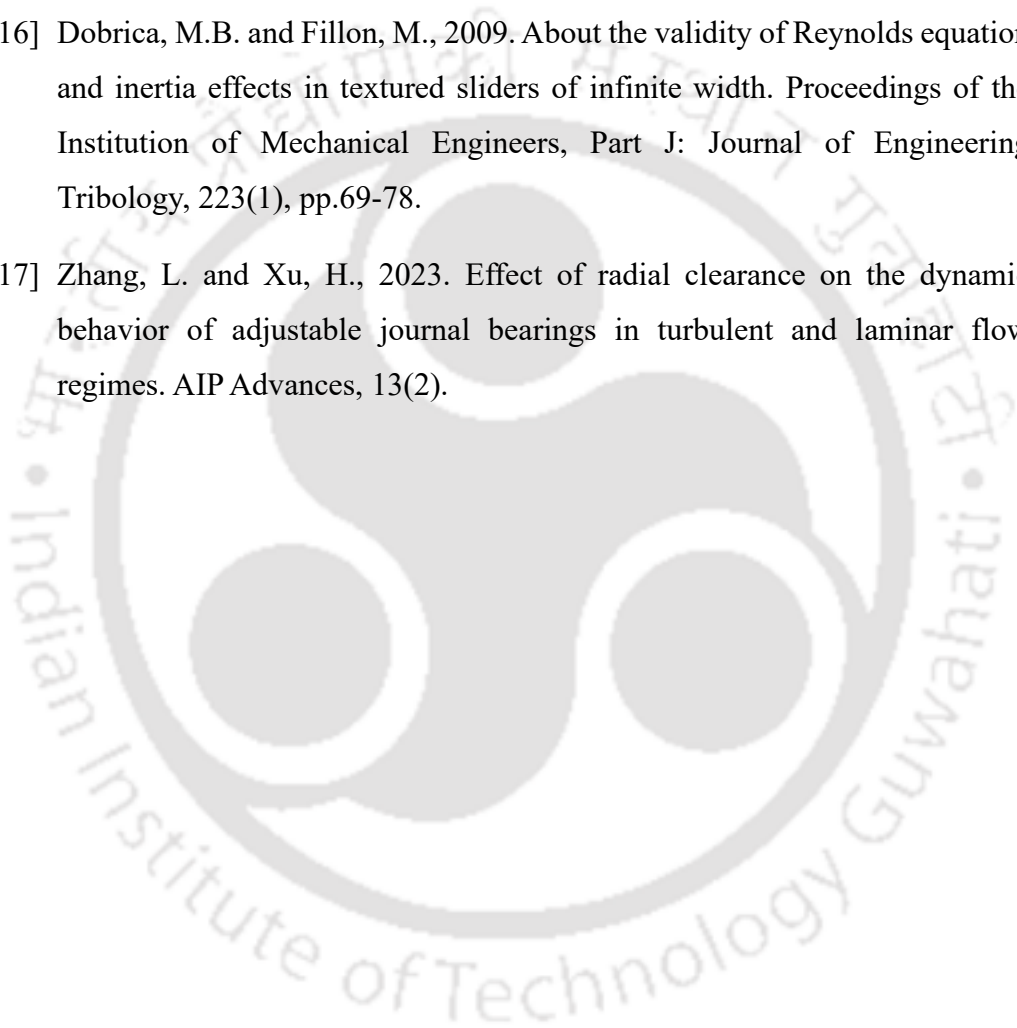 16] Dobrica, M.B. and Fillon, M., 2009. About the validity of Reynolds equation
and inertia effects in textured sliders of infinite width. Proceedings of th
Institution of Mechanical Engineers, Part J: Journal of Engineering
Tribology, 223(1), pp.69-78.
17] Zhang, L. and Xu, H., 2023. Effect of radial clearance on the dynami
behavior of adjustable journal bearings in turbulent and laminar flow
regimes. AIP Advances, 13(2).
Indian Institute of Technology Guwahati